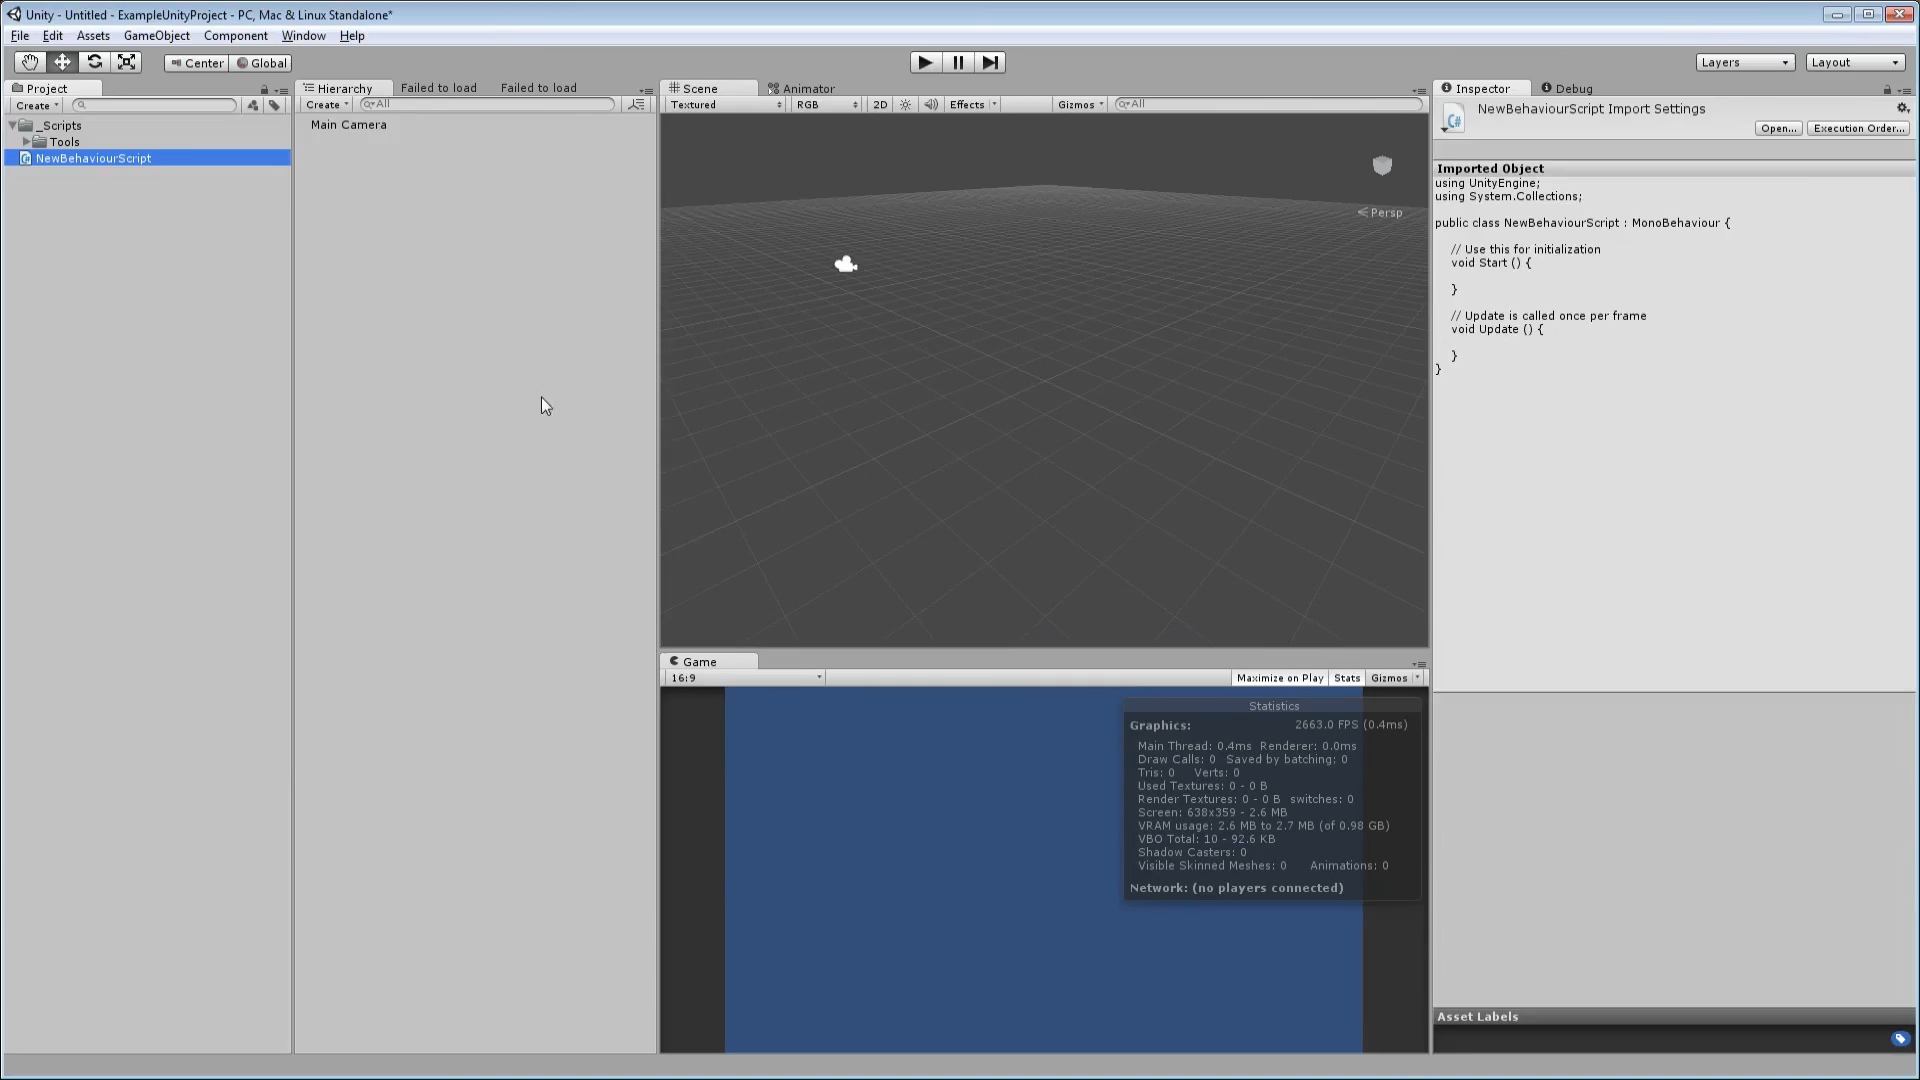 Unity - Untitled - ExampleUnityProject - PC, Mac & Linux Standalone*
File Edit Assets GameObject Component Window Help
Center Global
Layers Layout
Project
Create
_Scripts
Tools
NewBehaviourScript
Hierarchy Failed to load Failed to load
Create All
Main Camera
Scene Animator
Textured RGB 2D Effects Gizmos All
Persp
Game
16:9 Maximize on Play Stats Gizmos
Statistics
Graphics: 2663.0 FPS (0.4ms)
Main Thread: 0.4ms Renderer: 0.0ms
Draw Calls: 0 Saved by batching: 0
Tris: 0 Verts: 0
Used Textures: 0 - 0 B
Render Textures: 0 - 0 B switches: 0
Screen: 638x359 - 2.6 MB
VRAM usage: 2.6 MB to 2.7 MB (of 0.98 GB)
VBO Total: 10 - 92.6 KB
Shadow Casters: 0
Visible Skinned Meshes: 0 Animations: 0
Network: (no players connected)
Inspector Debug
NewBehaviourScript Import Settings
C#
Open... Execution Order...
Imported Object
using UnityEngine;
using System.Collections;
public class NewBehaviourScript : MonoBehaviour {
// Use this for initialization
void Start () {
}
// Update is called once per frame
void Update () {
}
}
Asset Labels